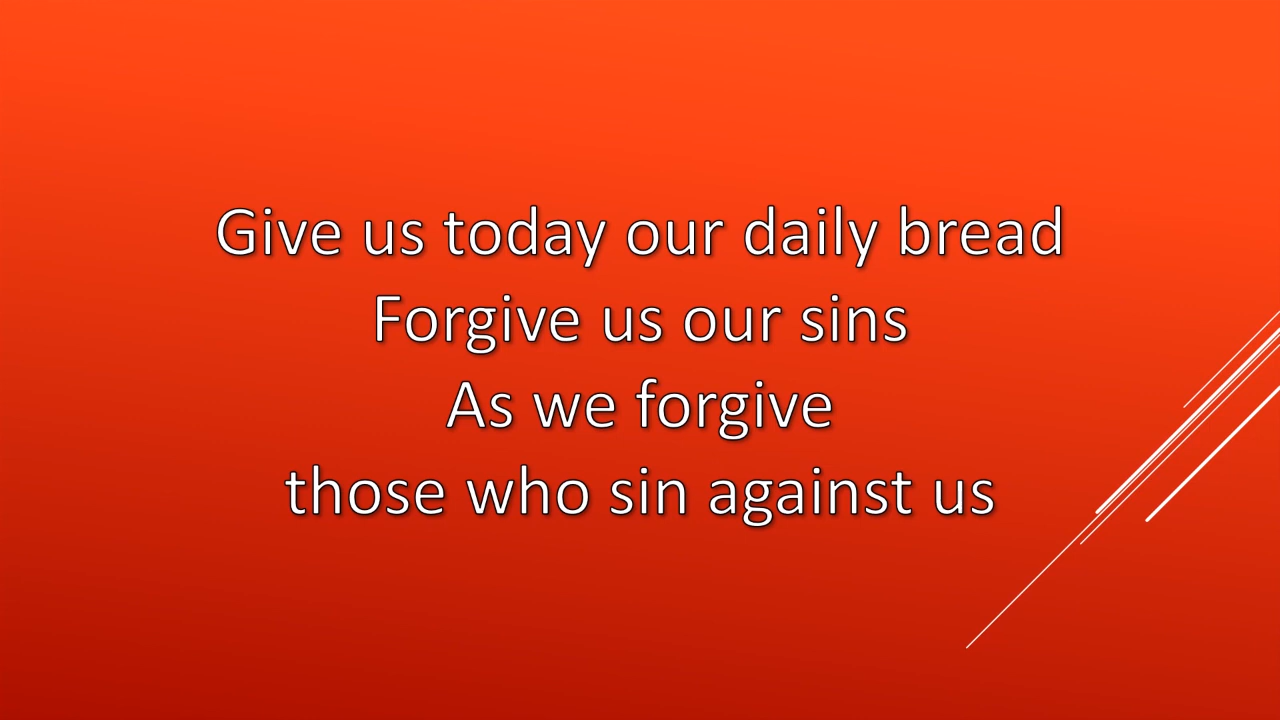 Give us today our daily bread
Forgive us our sins
As we forgive
those who sin against us